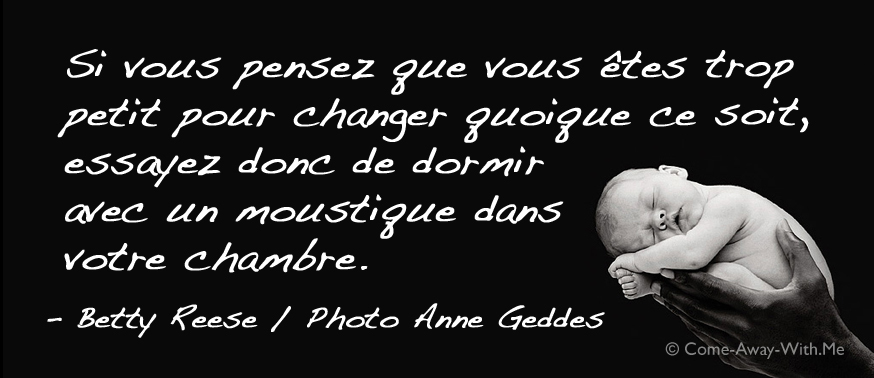 Si vous pensez que vous êtes trop
petit pour changer quoique ce soit,
essayez donc de dormir
avec un moustique dans
votre chambre.
- Betty Reese / Photo Anne Geddes
© Come-Away-With.Me